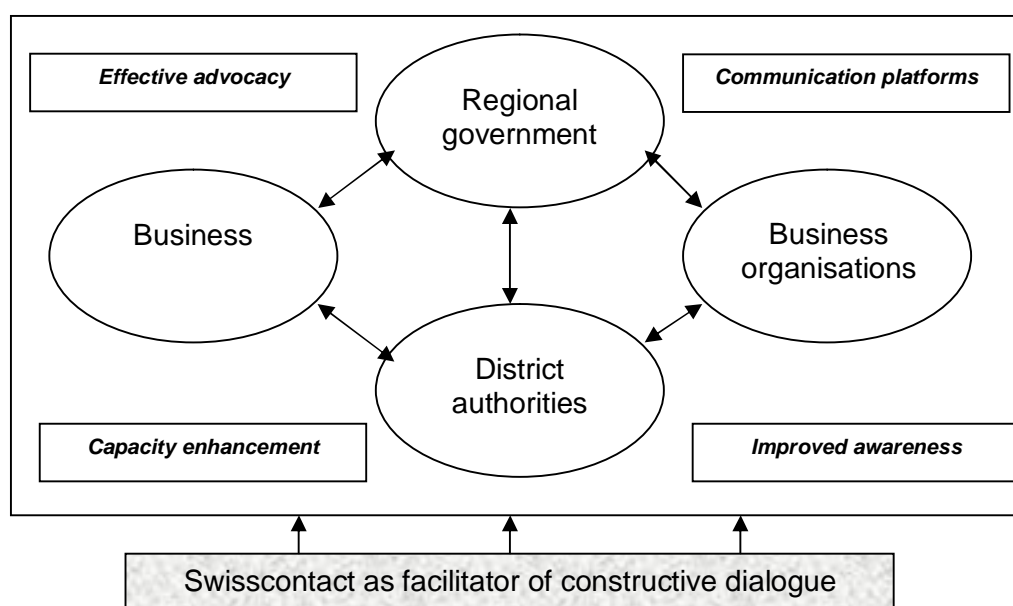 Effective advocacy
Communication platforms
Regional
government
Business
Business
organisations
District
authorities
Capacity enhancement
Improved awareness
Swisscontact as facilitator of constructive dialogue